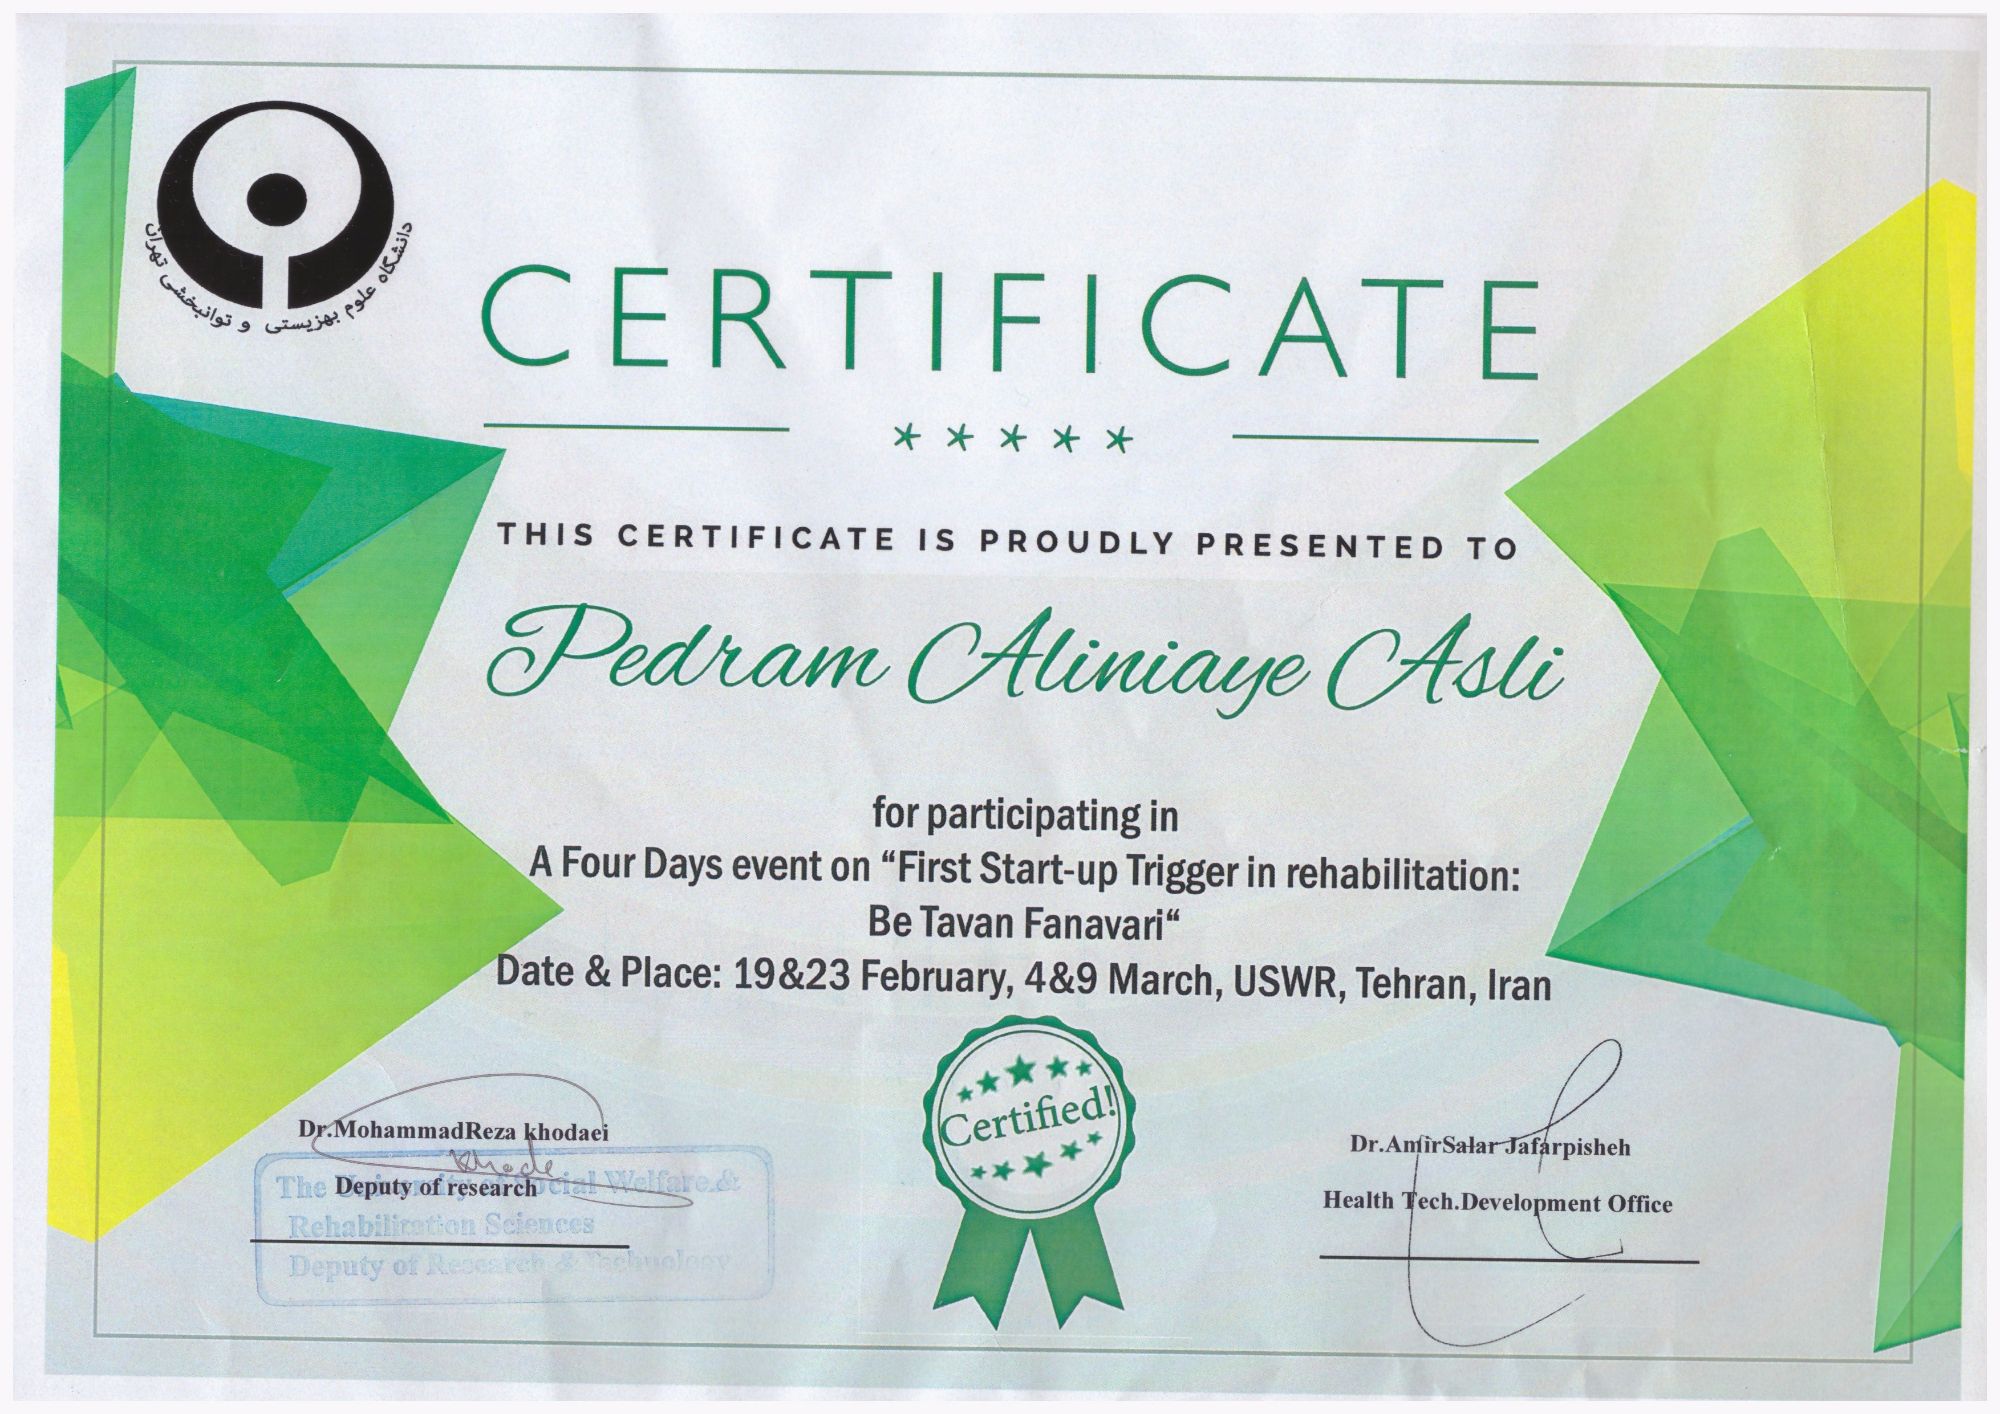 دانشگاه علوم بهزیستی و توانبخشی تهران
CERTIFICATE
THIS CERTIFICATE IS PROUDLY PRESENTED TO
Pedram Aliniaye Asli
for participating in
A Four Days event on “First Start-up Trigger in rehabilitation:
Be Tavan Fanavari“
Date & Place: 19&23 February, 4&9 March, USWR, Tehran, Iran
Certified!
Dr.MohammadReza khodaei
Deputy of research
The University of Social Welfare &
Rehabilitation Sciences
Deputy of Research & Technology
Dr.AmirSalar Jafarpisheh
Health Tech.Development Office